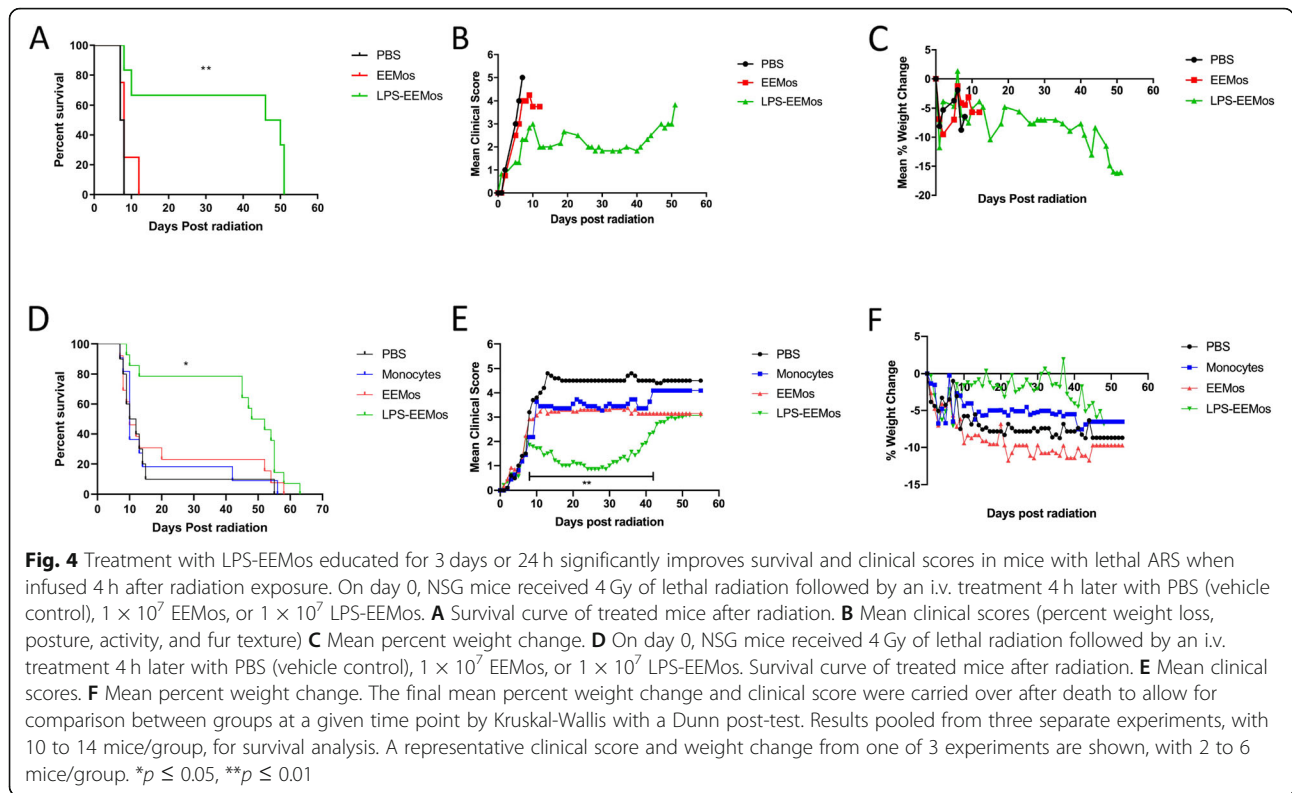 A
100
80
60
40
20
0
Percent survival
**
0 10 20 30 40 50 60
Days Post radiation
PBS
EEMos
LPS-EEMos
B
6
5
4
3
2
1
0
Mean Clinical Score
0 10 20 30 40 50 60
Days post radiation
PBS
EEMos
LPS-EEMos
C
5
0
-5
-10
-15
-20
Mean % Weight Change
10 20 30 40 50 60
Days Post radiation
PBS
EEMos
LPS-EEMos
D
100
80
60
40
20
0
Percent survival
*
0 10 20 30 40 50 60 70
Days Post radiation
PBS
Monocytes
EEMos
LPS-EEMos
E
6
5
4
3
2
1
0
Mean Clinical Score
**
0 10 20 30 40 50 60
Days post radiation
PBS
Monocytes
EEMos
LPS-EEMos
F
5
0
-5
-10
-15
% Weight Change
10 20 30 40 50 60
Days post radiation
PBS
Monocytes
EEMos
LPS-EEMos
Fig. 4 Treatment with LPS-EEMos educated for 3 days or 24 h significantly improves survival and clinical scores in mice with lethal ARS when
infused 4 h after radiation exposure. On day 0, NSG mice received 4 Gy of lethal radiation followed by an i.v. treatment 4 h later with PBS (vehicle
control), 1 × 10⁷ EEMos, or 1 × 10⁷ LPS-EEMos. A Survival curve of treated mice after radiation. B Mean clinical scores (percent weight loss,
posture, activity, and fur texture) C Mean percent weight change. D On day 0, NSG mice received 4 Gy of lethal radiation followed by an i.v.
treatment 4 h later with PBS (vehicle control), 1 × 10⁷ EEMos, or 1 × 10⁷ LPS-EEMos. Survival curve of treated mice after radiation. E Mean clinical
scores. F Mean percent weight change. The final mean percent weight change and clinical score were carried over after death to allow for
comparison between groups at a given time point by Kruskal-Wallis with a Dunn post-test. Results pooled from three separate experiments, with
10 to 14 mice/group, for survival analysis. A representative clinical score and weight change from one of 3 experiments are shown, with 2 to 6
mice/group. *p ≤ 0.05, **p ≤ 0.01